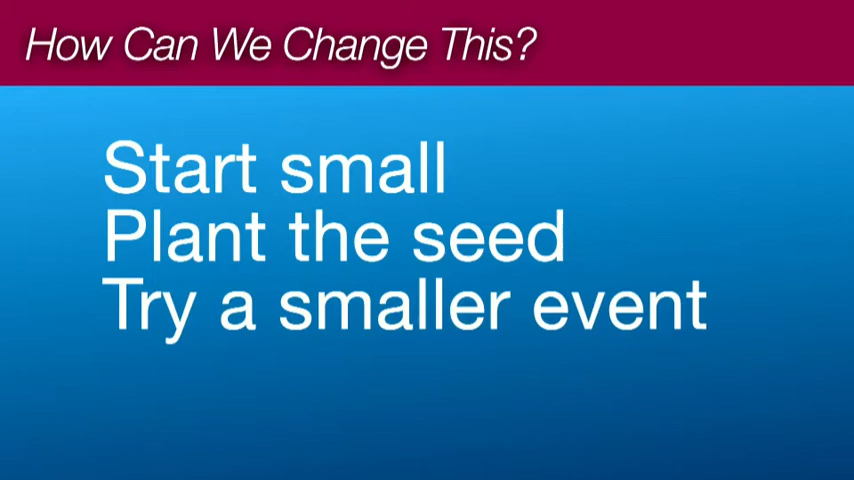 How Can We Change This?
Start small
Plant the seed
Try a smaller event